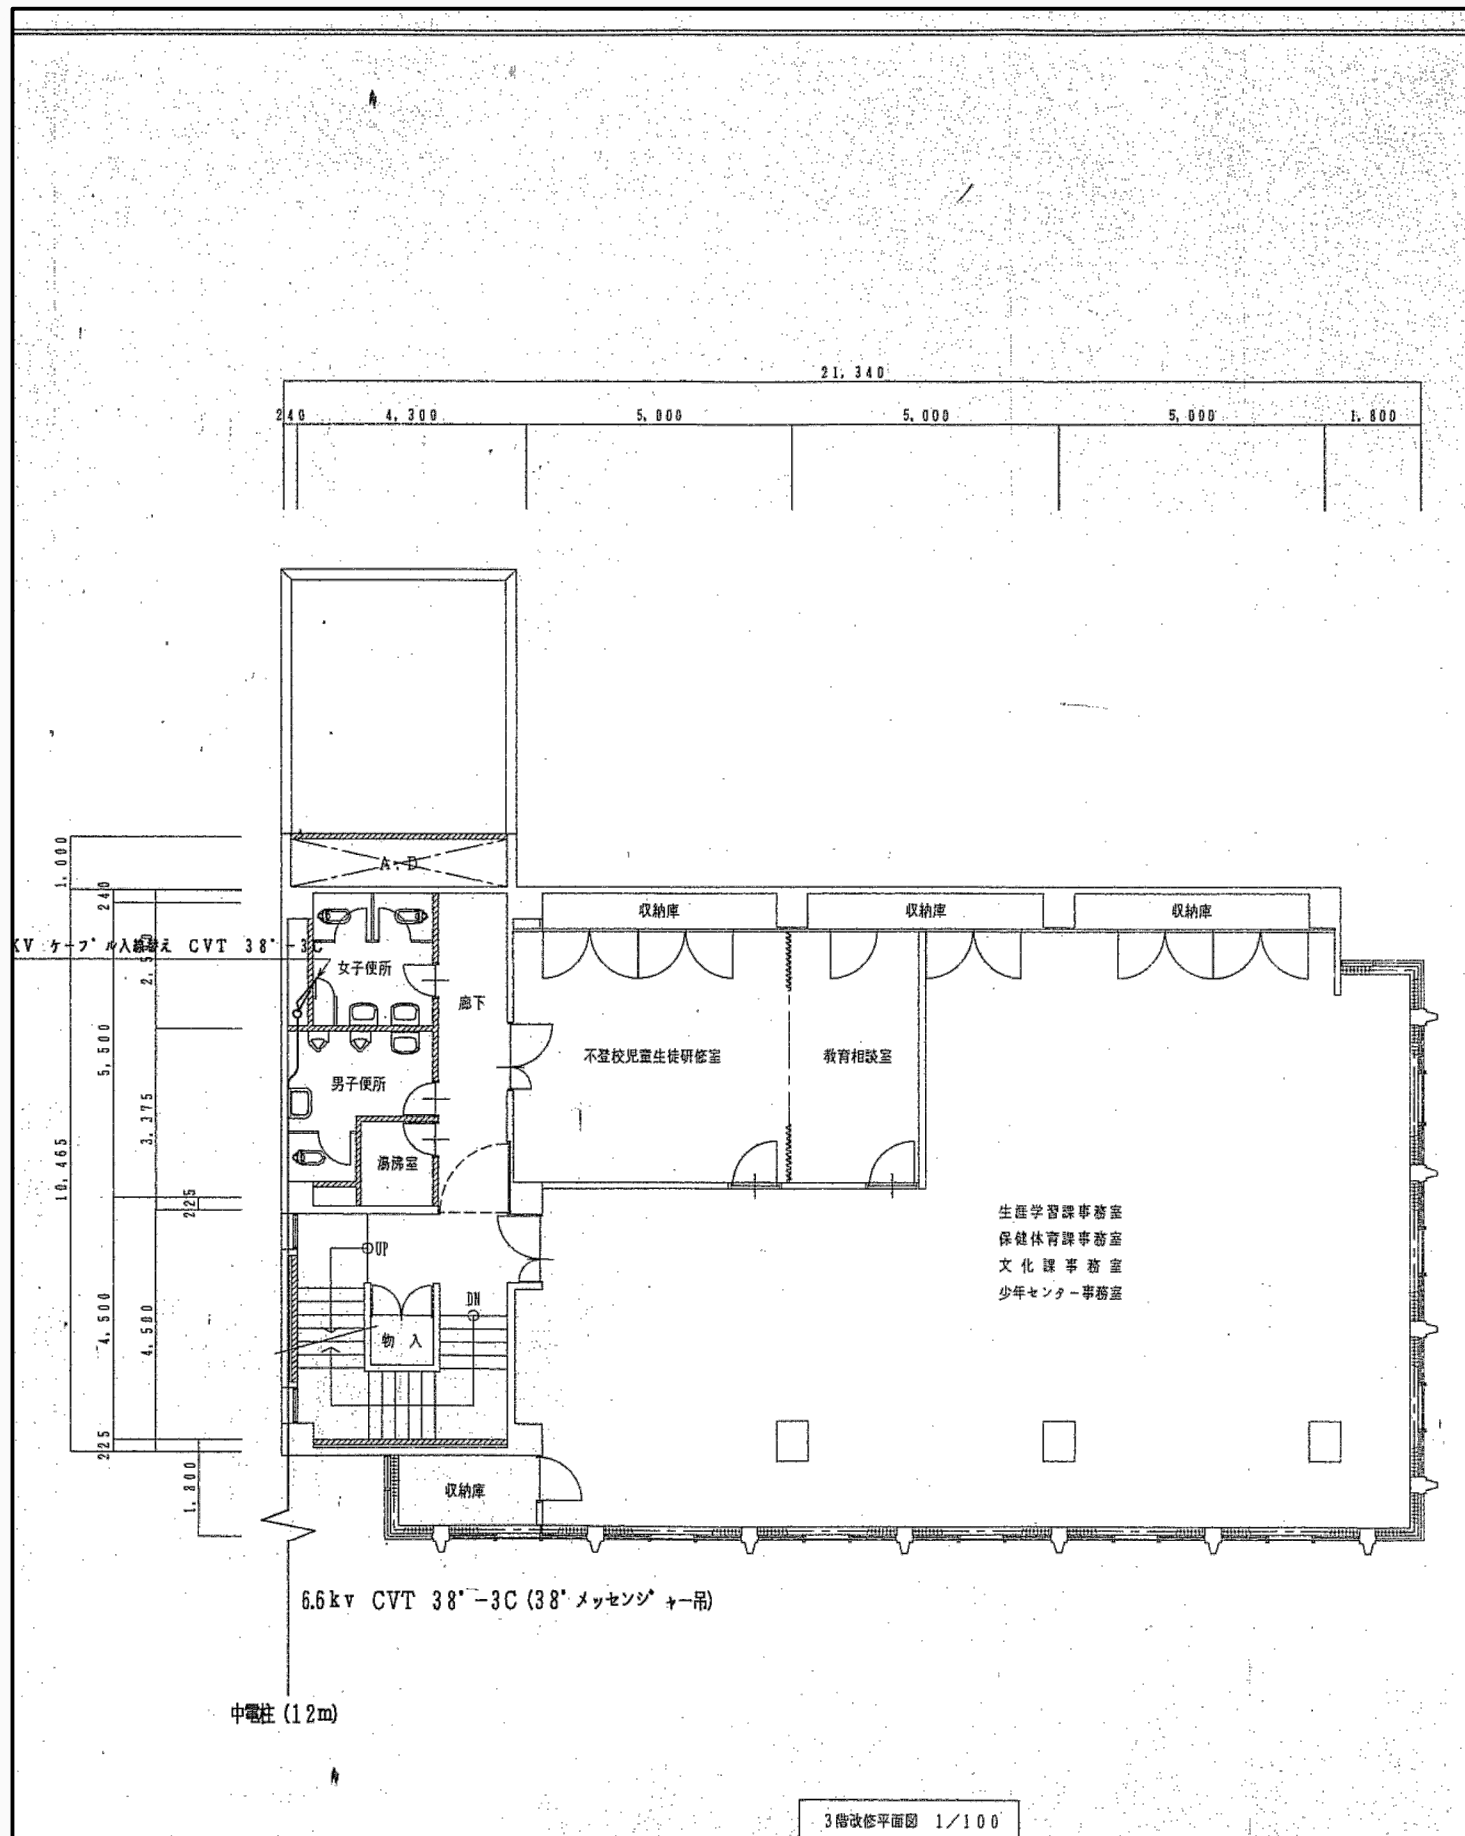 21,340
240
4,300
5,000
5,000
5,000
1,800
A.D
1,000
240
収納庫
収納庫
収納庫
KV ケーブル入線替え CVT 38°-3C
女子便所
廊下
5,500
不登校児童生徒研修室
教育相談室
男子便所
3,375
湯沸室
10,465
225
生涯学習課事務室
保健体育課事務室
文化課事務室
少年センター事務室
UP
DN
4,500
4,500
物入
225
1,800
収納庫
6.6kv CVT 38°-3C (38°メッセンジャー吊)
中電柱 (12m)
3階改修平面図 1/100